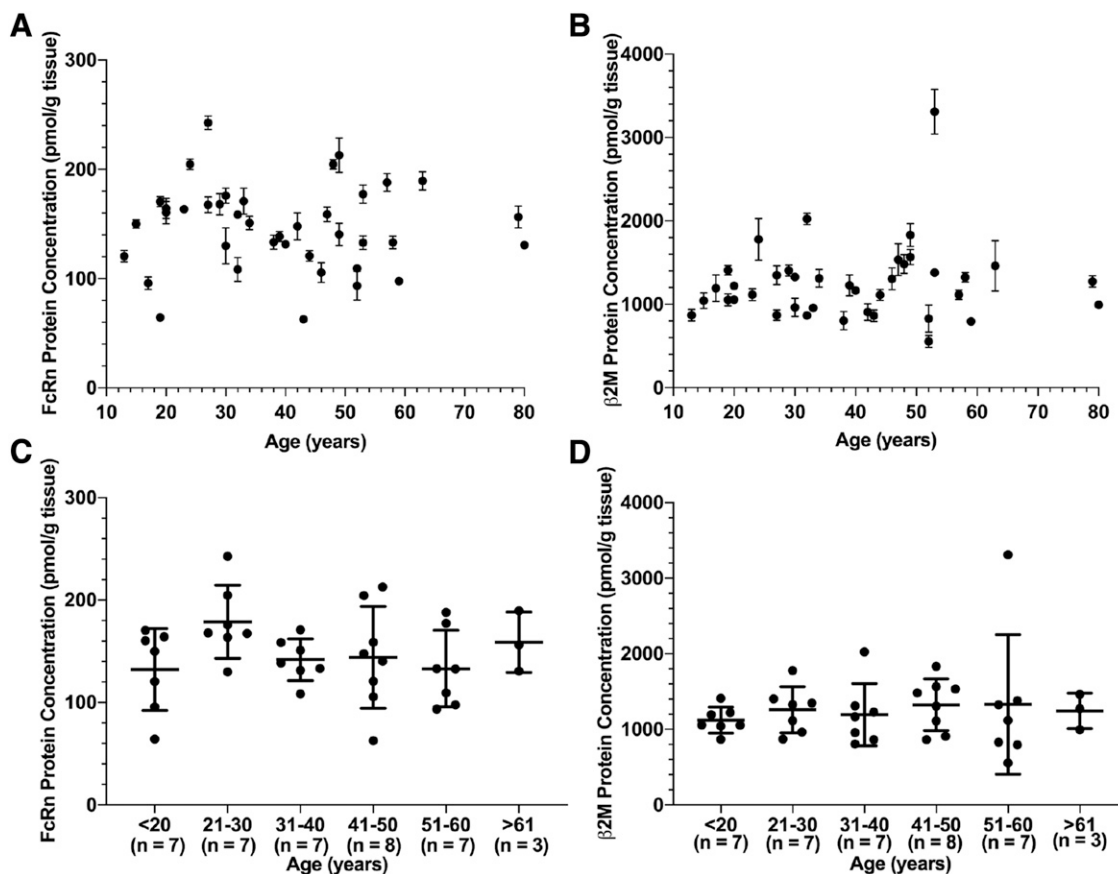 A
FcRn Protein Concentration (pmol/g tissue)
300
200
100
0
10 20 30 40 50 60 70 80
Age (years)
B
β2M Protein Concentration (pmol/g tissue)
4000
3000
2000
1000
0
10 20 30 40 50 60 70 80
Age (years)
C
FcRn Protein Concentration (pmol/g tissue)
300
200
100
0
<20 21-30 31-40 41-50 51-60 >61
(n = 7) (n = 7) (n = 7) (n = 8) (n = 7) (n = 3)
Age (years)
D
β2M Protein Concentration (pmol/g tissue)
4000
3000
2000
1000
0
<20 21-30 31-40 41-50 51-60 >61
(n = 7) (n = 7) (n = 7) (n = 8) (n = 7) (n = 3)
Age (years)